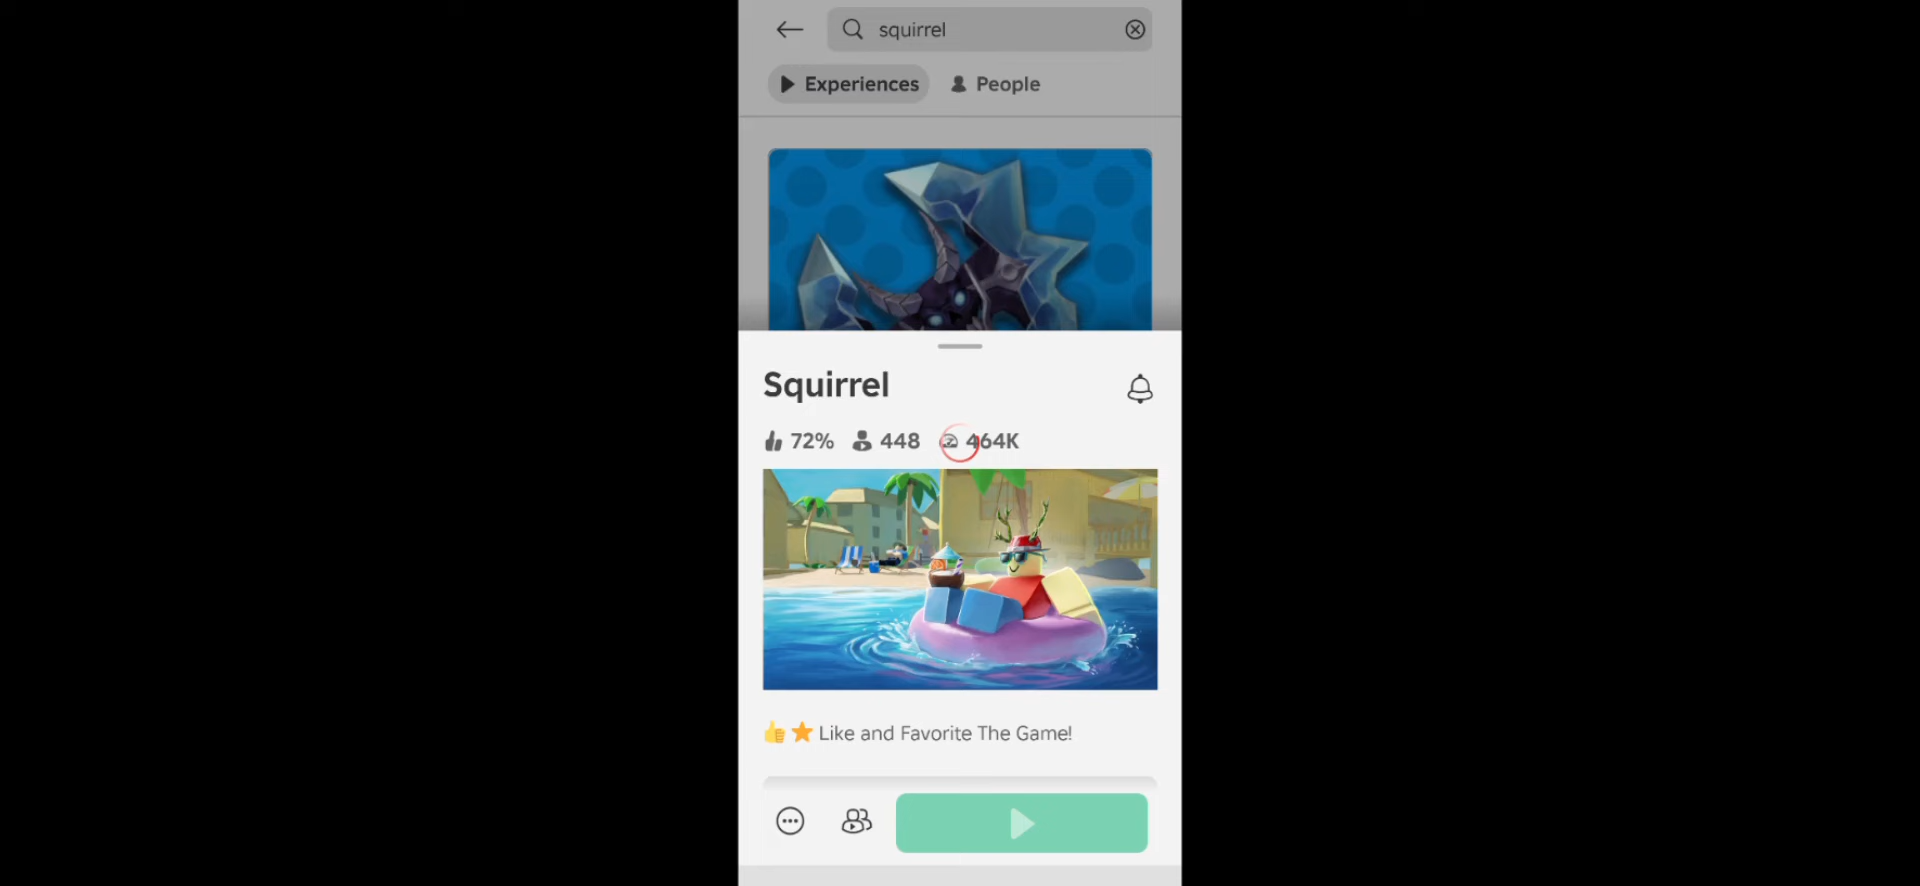 squirrel
Experiences People
Squirrel
72% 448 464K
Like and Favorite The Game!